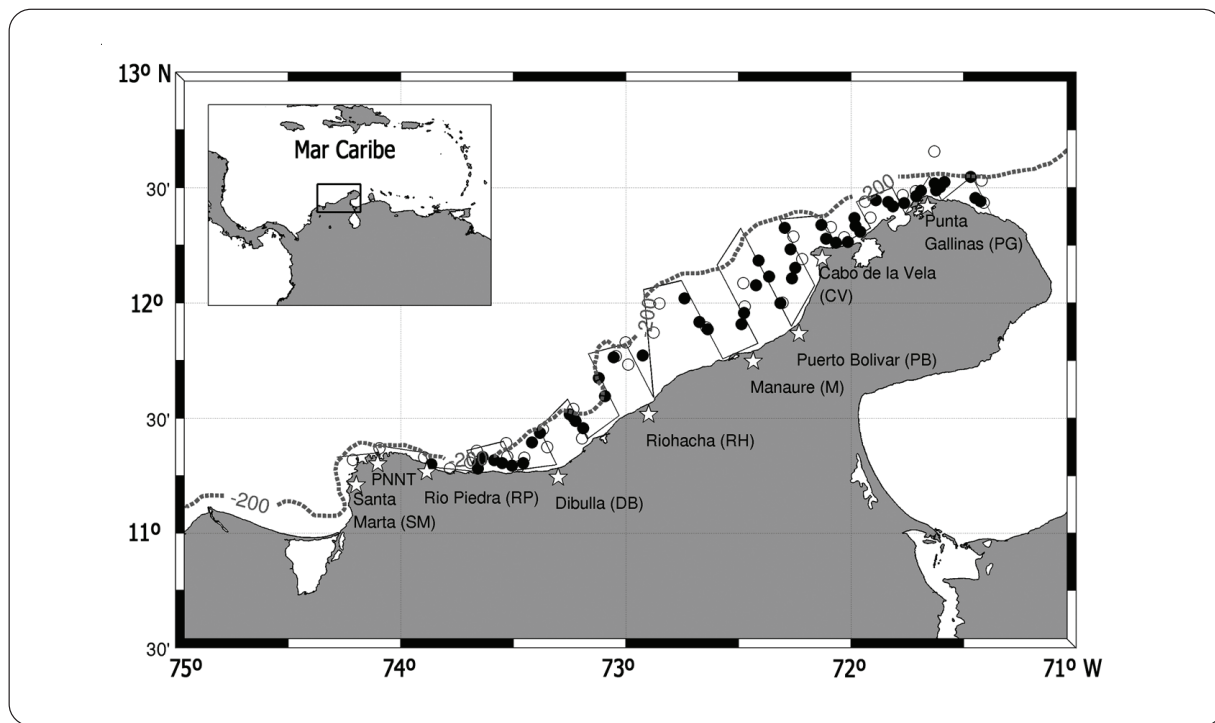 13º N
Mar Caribe
30'
-200
Punta
Gallinas (PG)
Cabo de la Vela
(CV)
12º
-200
Puerto Bolivar (PB)
Manaure (M)
30'
Riohacha (RH)
-200
PNNT
Rio Piedra (RP)
Dibulla (DB)
-200
Santa
Marta (SM)
11º
30'
75º
74º
73º
72º
71º W